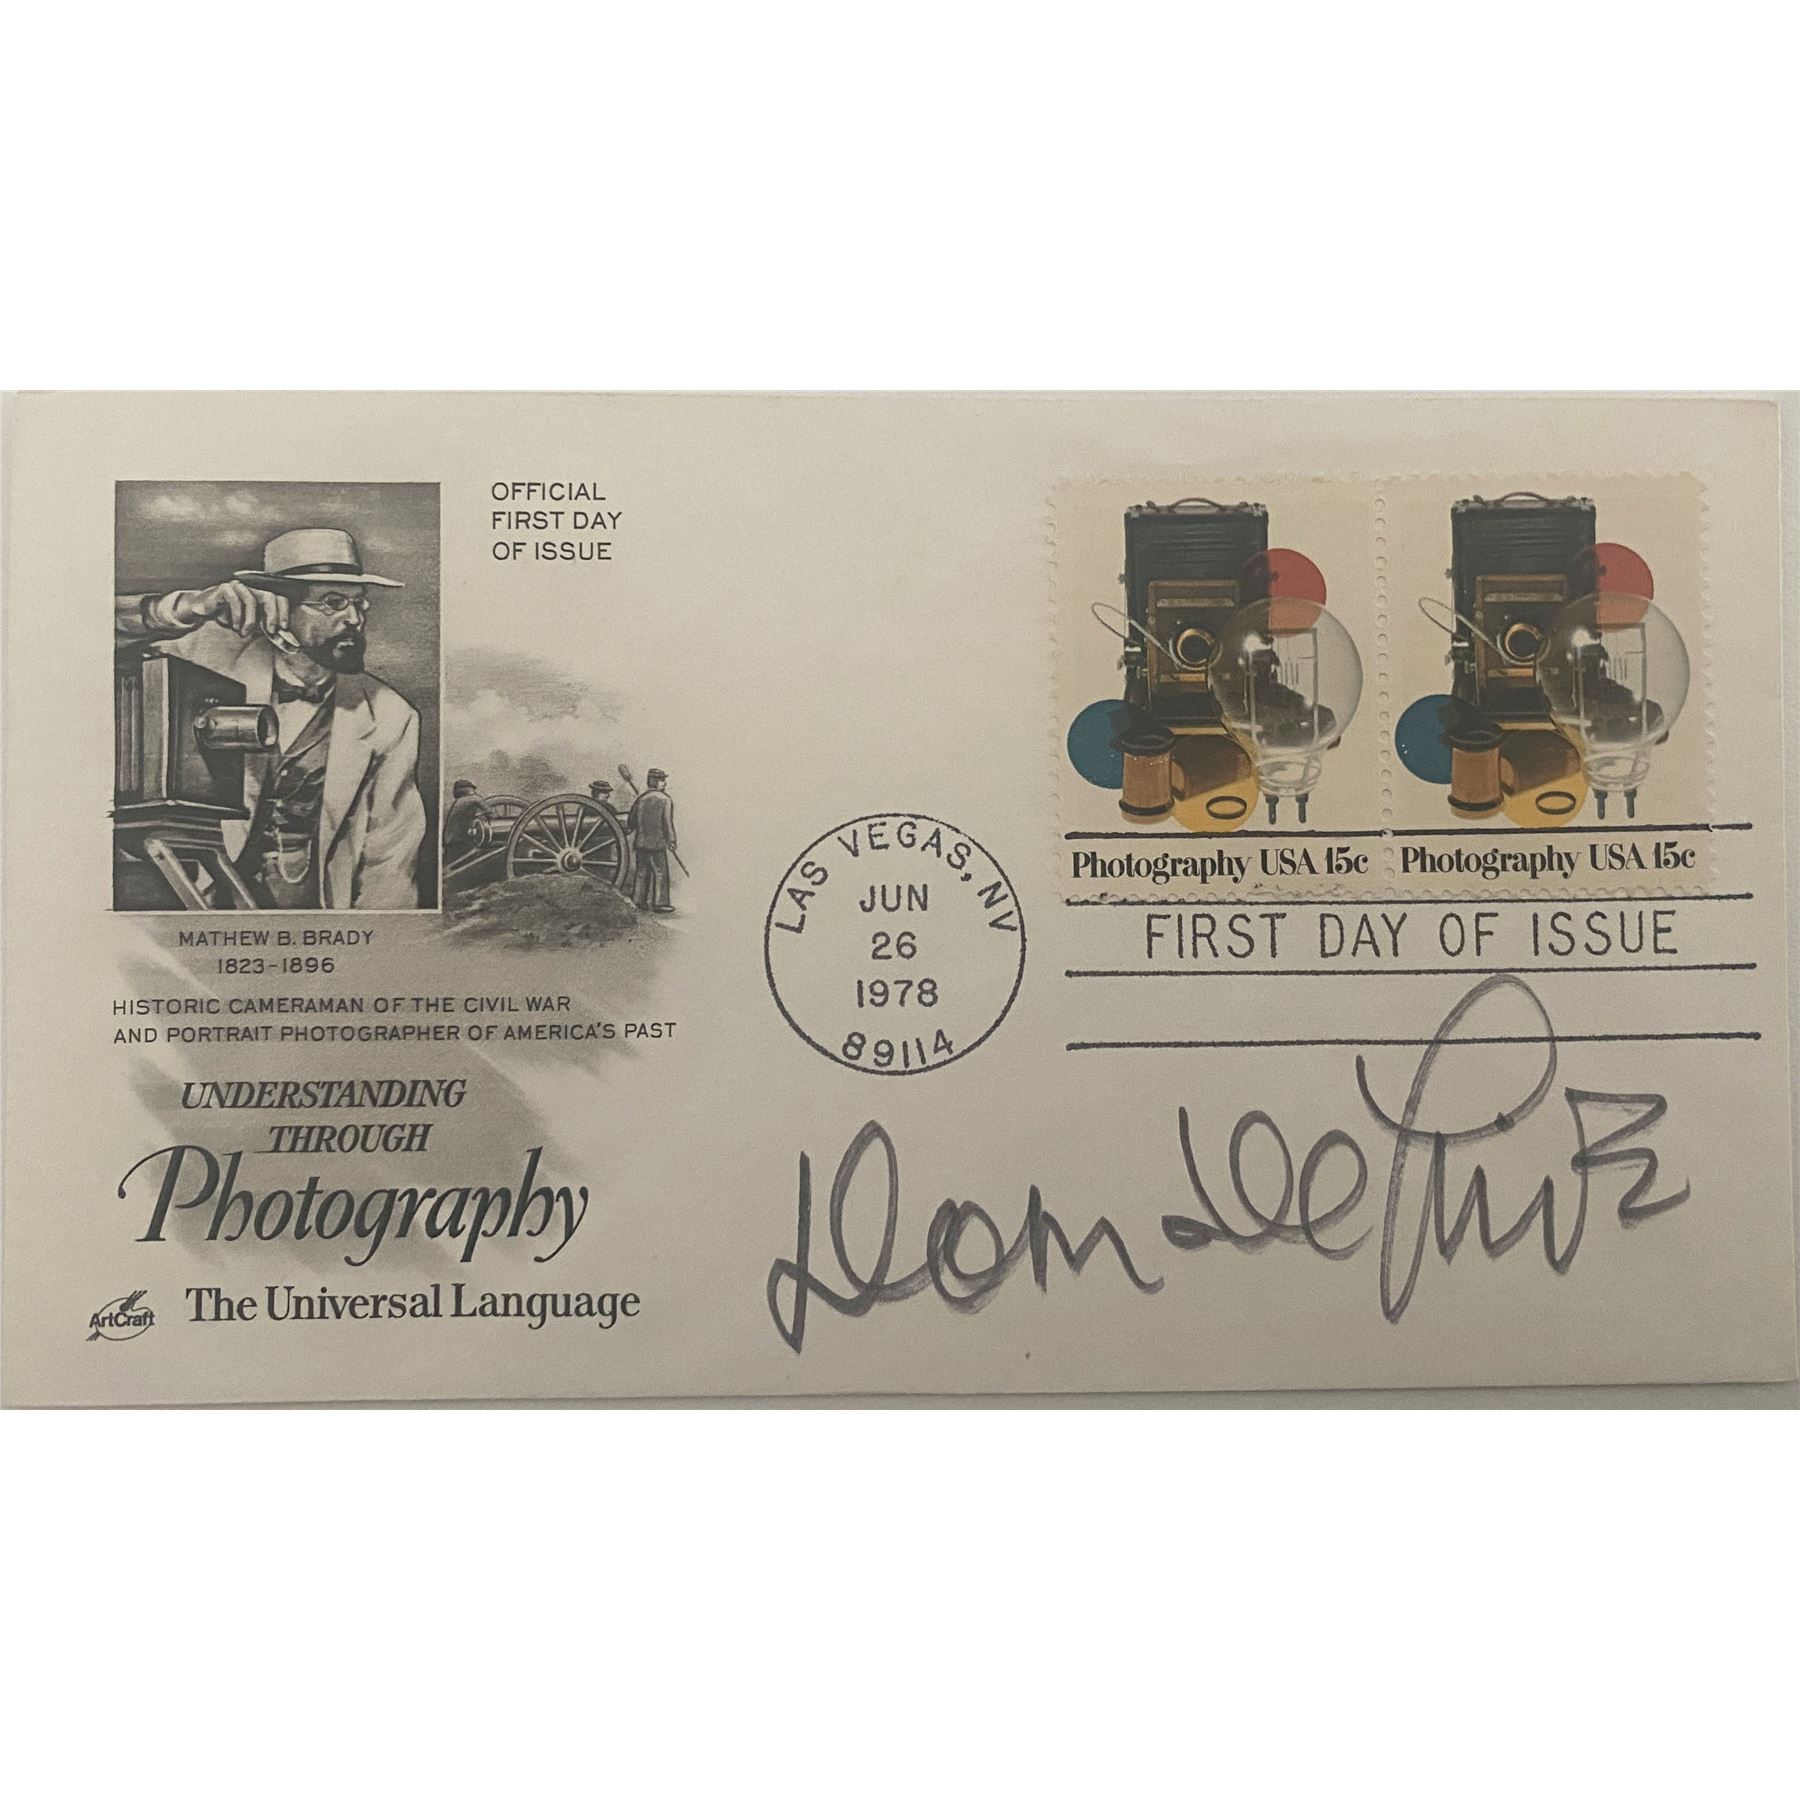 OFFICIAL
FIRST DAY
OF ISSUE
MATHEW B. BRADY
1823-1896
HISTORIC CAMERAMAN OF THE CIVIL WAR
AND PORTRAIT PHOTOGRAPHER OF AMERICA'S PAST
UNDERSTANDING
THROUGH
Photography
The Universal Language
ArtCraft
LAS VEGAS, NV
JUN
26
1978
89114
Photography USA 15c
Photography USA 15c
FIRST DAY OF ISSUE
Dom DeLuise